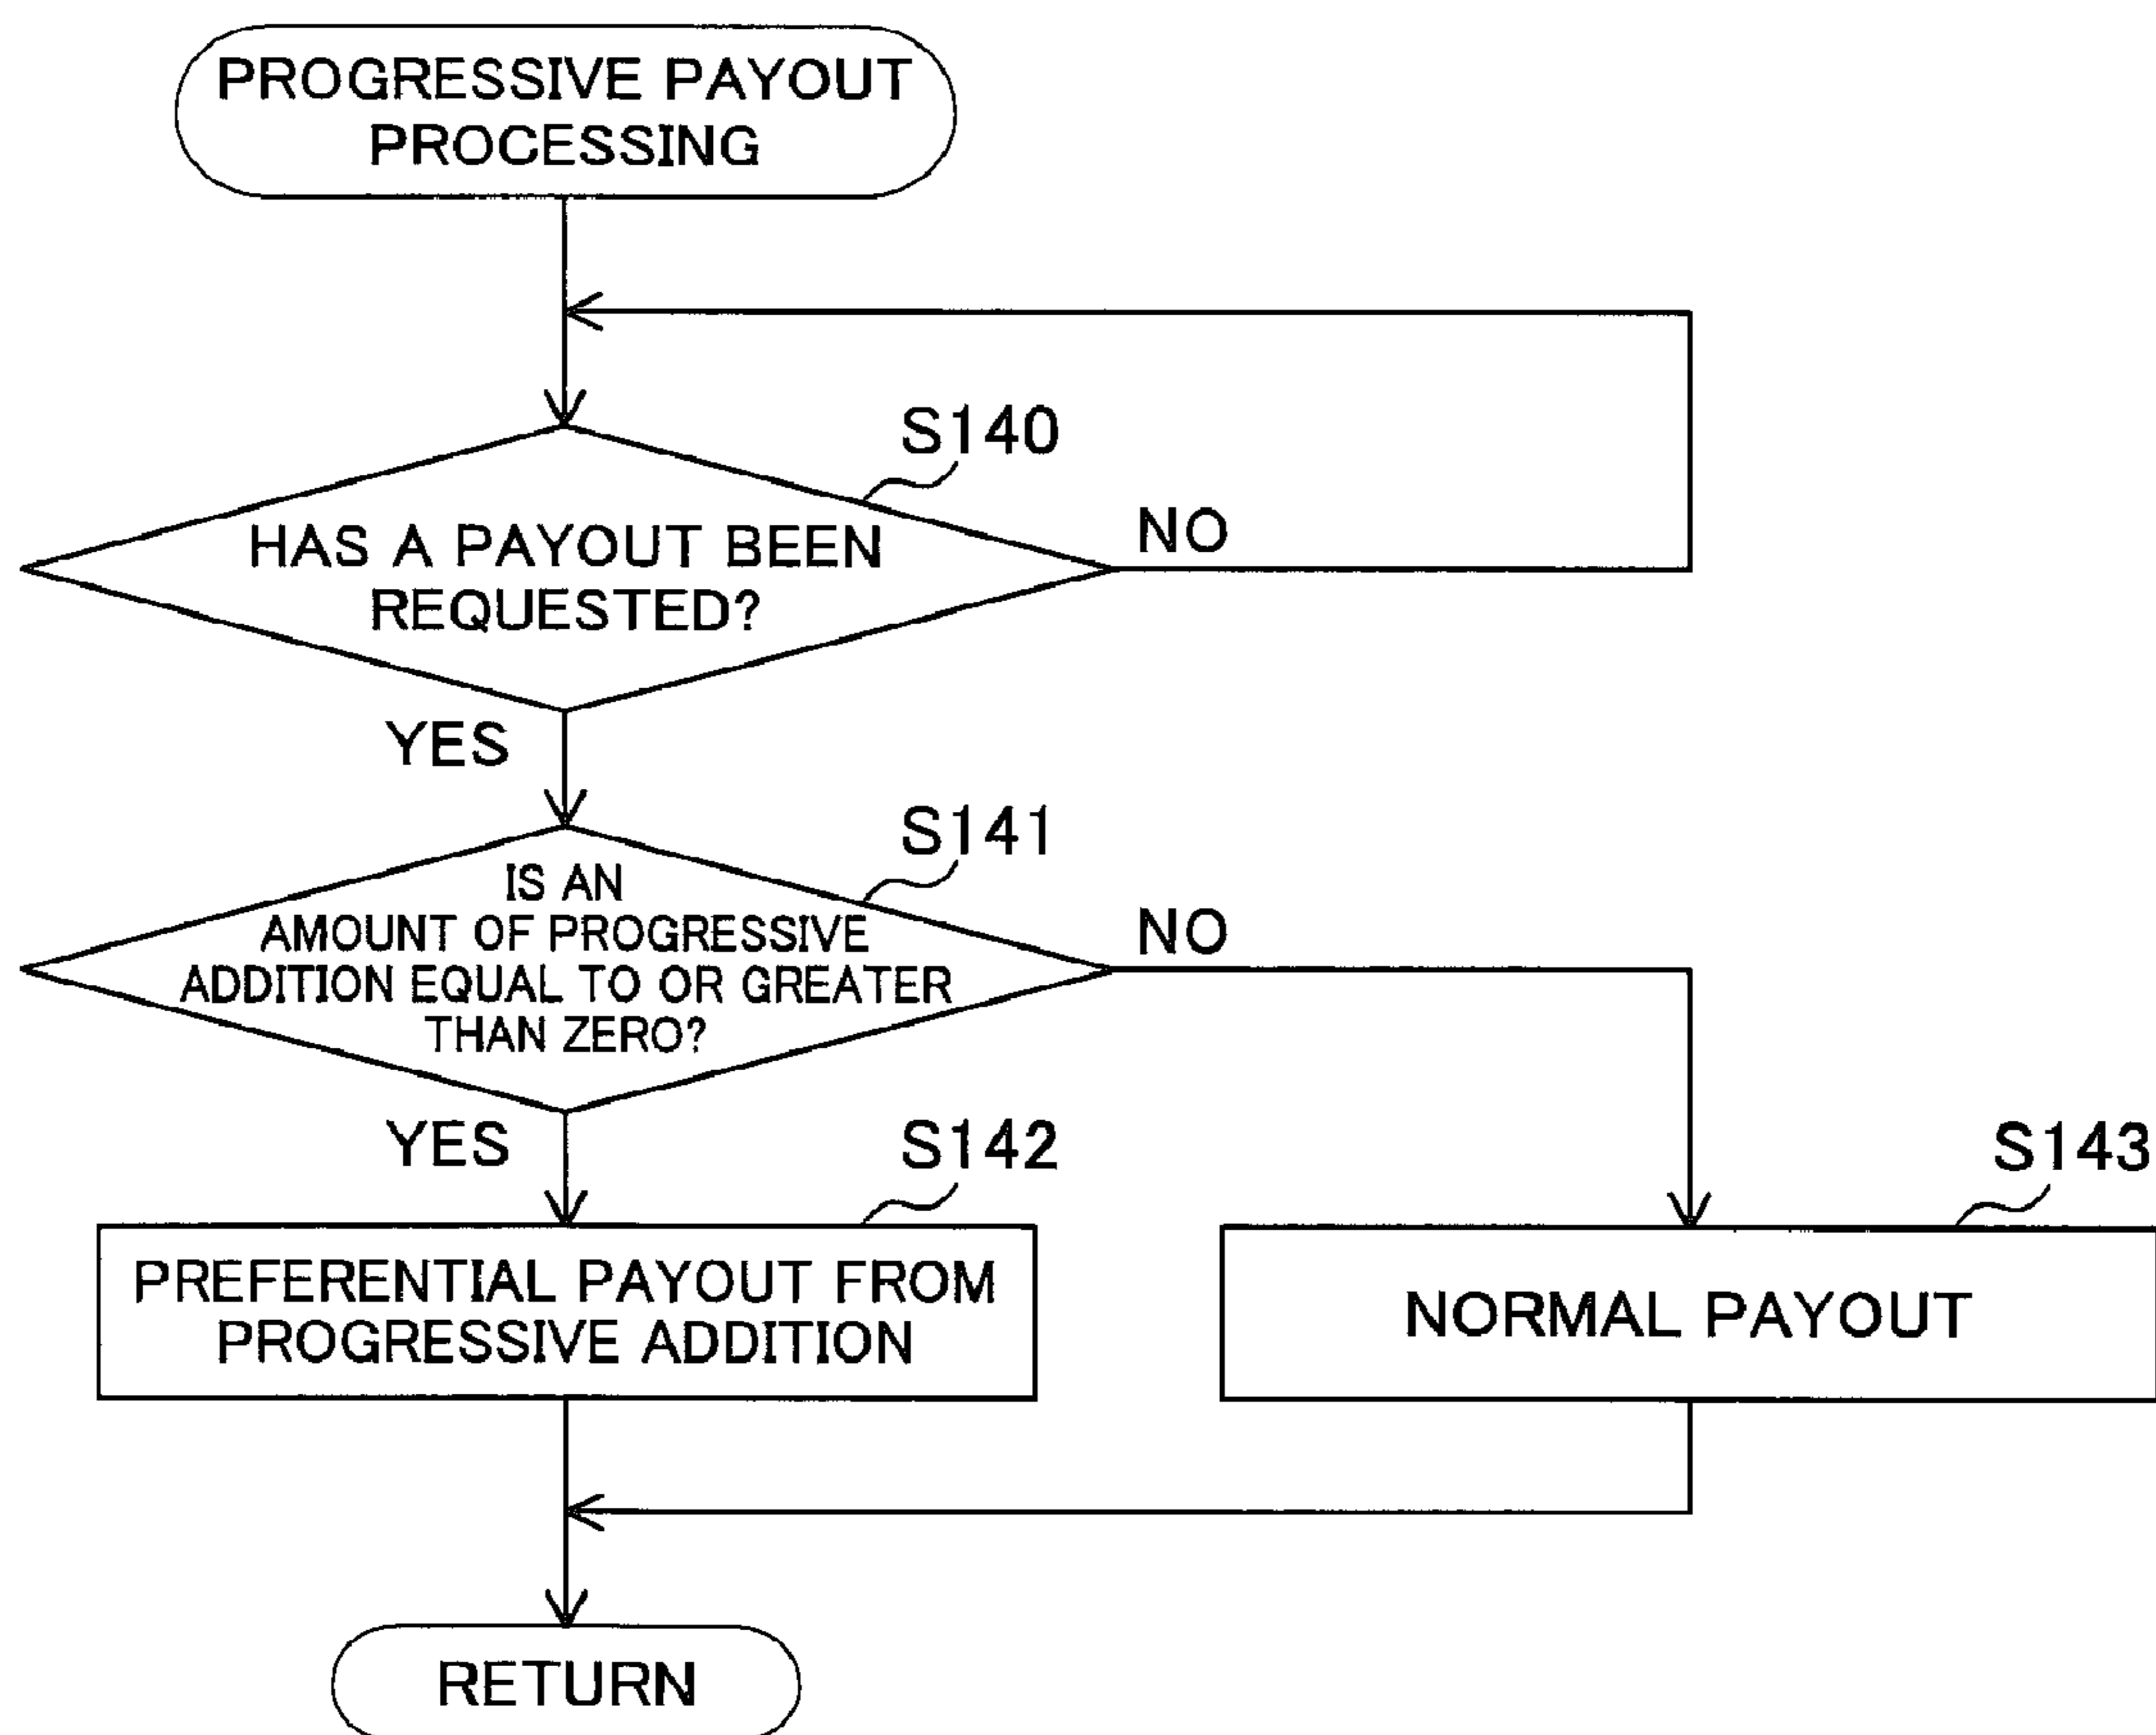 PROGRESSIVE PAYOUT
PROCESSING
S140
HAS A PAYOUT BEEN
REQUESTED?
NO
YES
S141
IS AN
AMOUNT OF PROGRESSIVE
ADDITION EQUAL TO OR GREATER
THAN ZERO?
NO
YES
S142
PREFERENTIAL PAYOUT FROM
PROGRESSIVE ADDITION
S143
NORMAL PAYOUT
RETURN